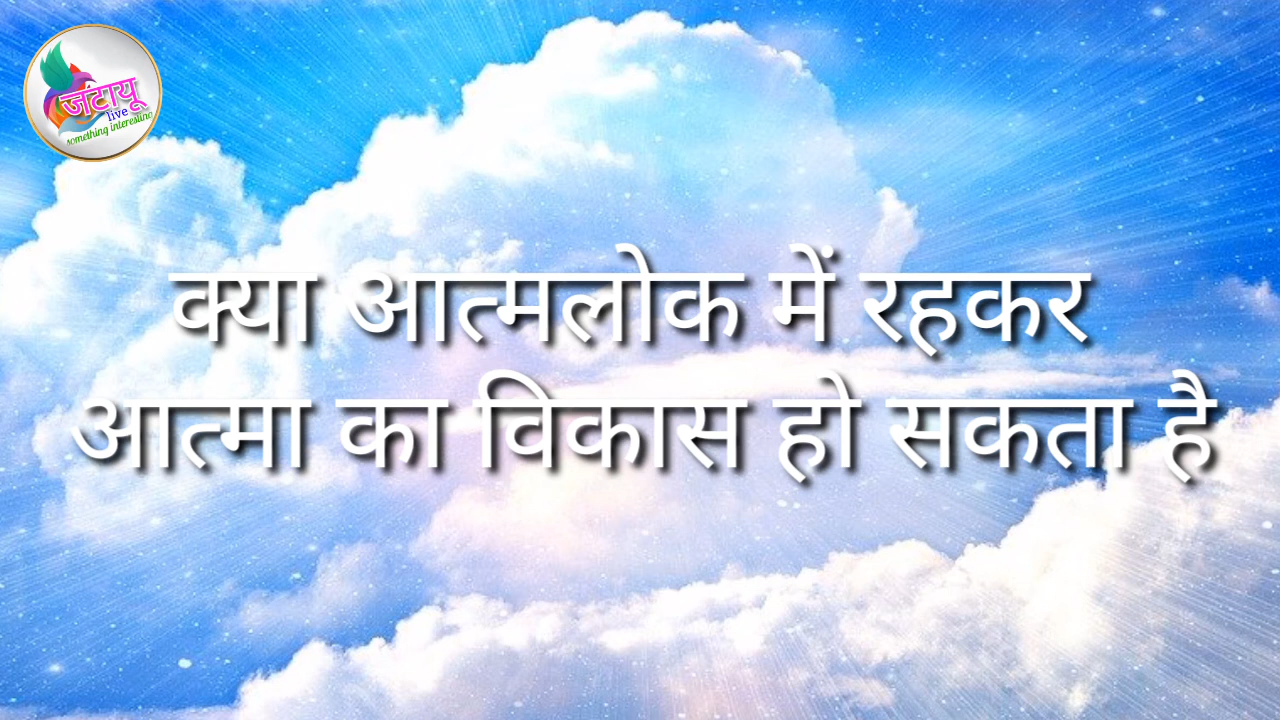 जटायू
live
something interesting
क्या आत्मलोक में रहकर
आत्मा का विकास हो सकता है